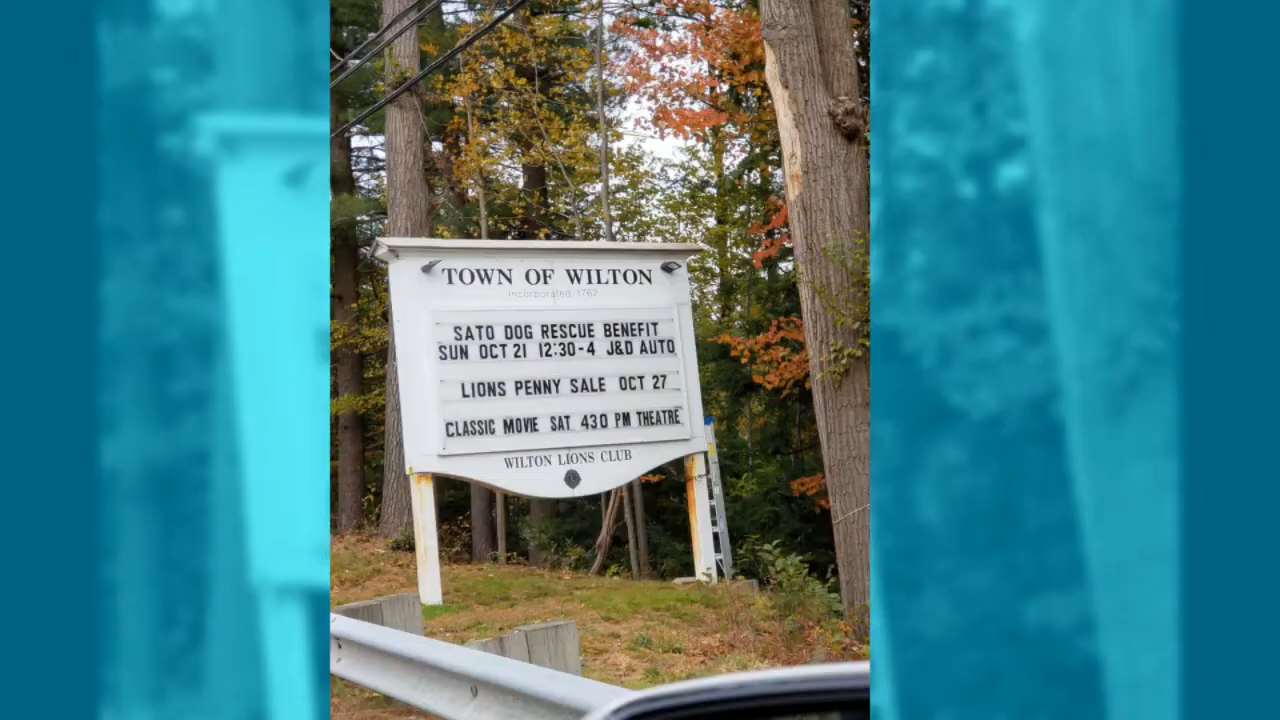 TOWN OF WILTON
Incorporated 1762
SATO DOG RESCUE BENEFIT
SUN OCT 21 12:30-4 J&D AUTO
LIONS PENNY SALE OCT 27
CLASSIC MOVIE SAT 430 PM THEATRE
WILTON LIONS CLUB